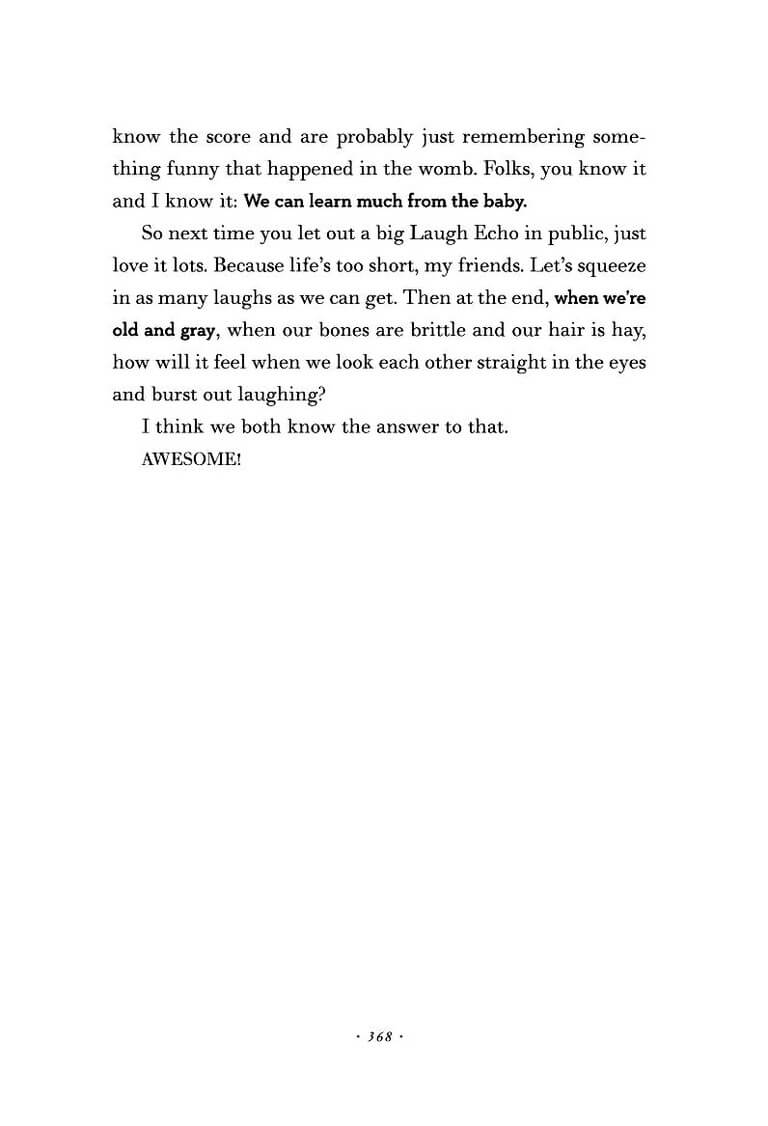 know the score and are probably just remembering some-
thing funny that happened in the womb. Folks, you know it
and I know it: We can learn much from the baby.
So next time you let out a big Laugh Echo in public, just
love it lots. Because life’s too short, my friends. Let’s squeeze
in as many laughs as we can get. Then at the end, when we’re
old and gray, when our bones are brittle and our hair is hay,
how will it feel when we look each other straight in the eyes
and burst out laughing?
I think we both know the answer to that.
AWESOME!
· 368 ·